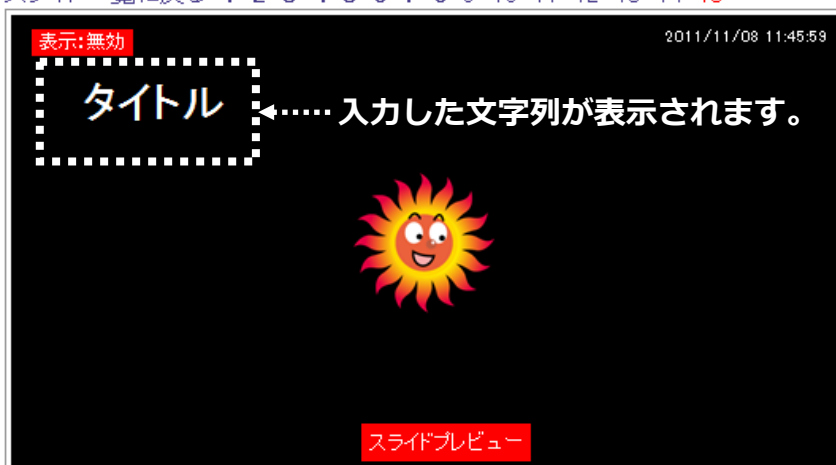 表示:無効
2011/11/08 11:45:59
タイトル
入力した文字列が表示されます。
スライドプレビュー